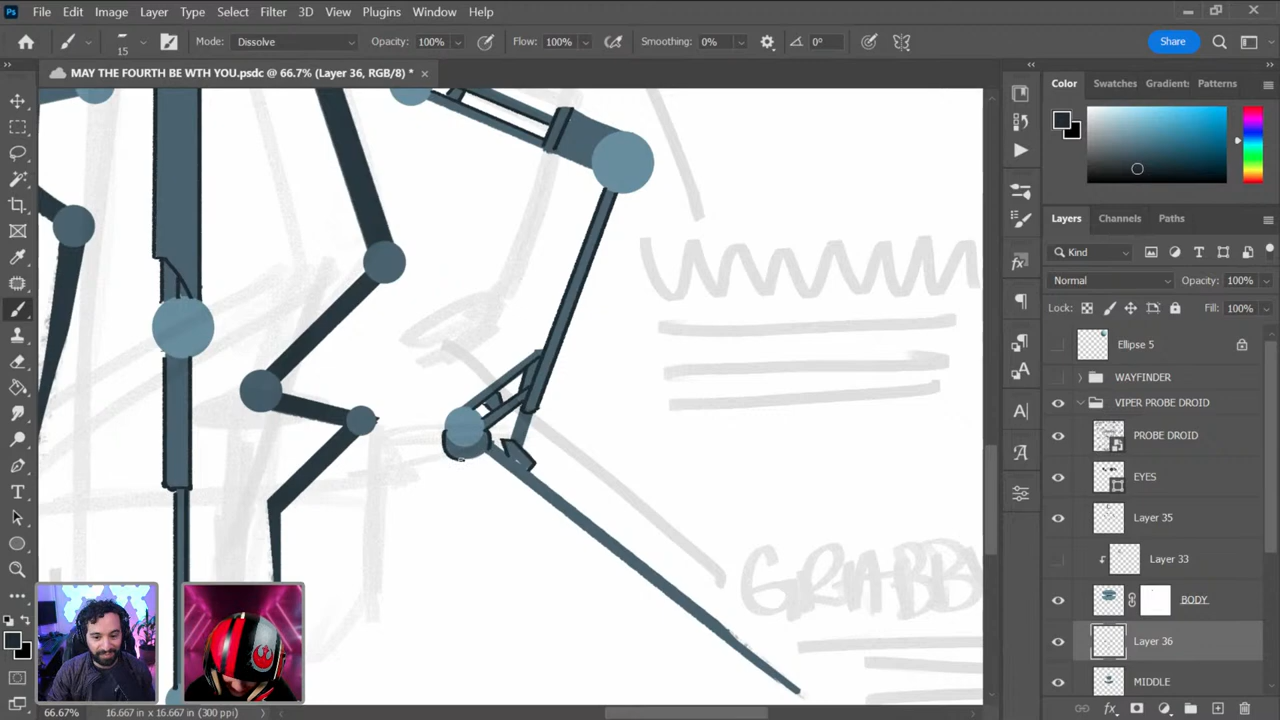 Ps File Edit Image Layer Type Select Filter 3D View Plugins Window Help
15 Mode: Dissolve Opacity: 100% Flow: 100% Smoothing: 0% 0° Share
MAY THE FOURTH BE WTH YOU.psdc @ 66.7% (Layer 36, RGB/8) *
Color Swatches Gradient: Patterns
Layers Channels Paths
Kind
Normal Opacity: 100%
Lock: Fill: 100%
Ellipse 5
WAYFINDER
VIPER PROBE DROID
PROBE DROID
EYES
Layer 35
Layer 33
BODY
Layer 36
MIDDLE
GRABBY
66.67% 16.667 in x 16.667 in (300 ppi)